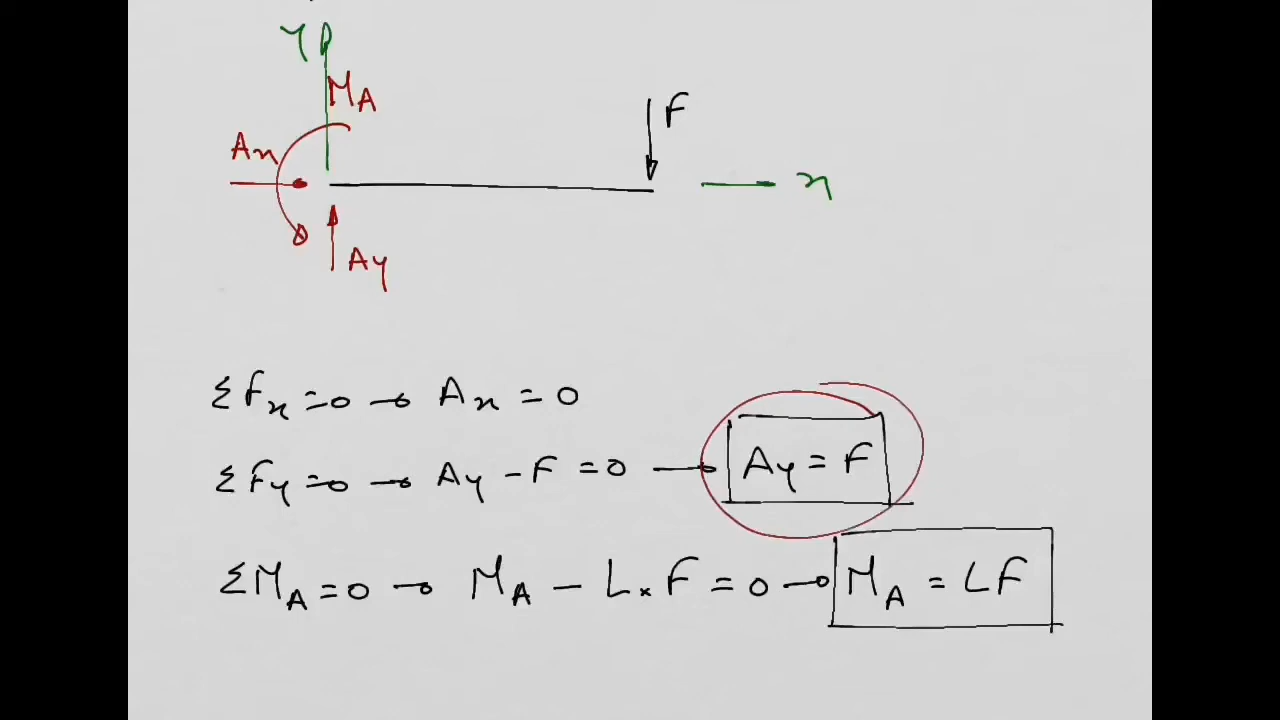 Y
M_A
F
A_x
x
A_y
ΣF_x = 0 → A_x = 0
ΣF_y = 0 → A_y - F = 0 → A_y = F
ΣM_A = 0 → M_A - L × F = 0 → M_A = LF